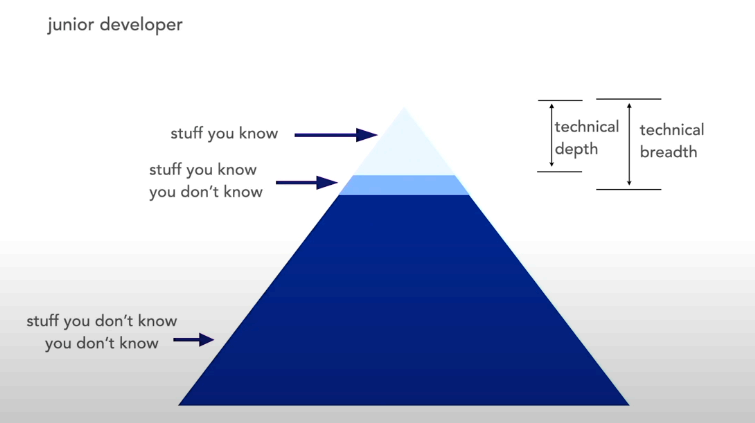 junior developer
stuff you know
stuff you know
you don't know
stuff you don't know
you don't know
technical
depth
technical
breadth